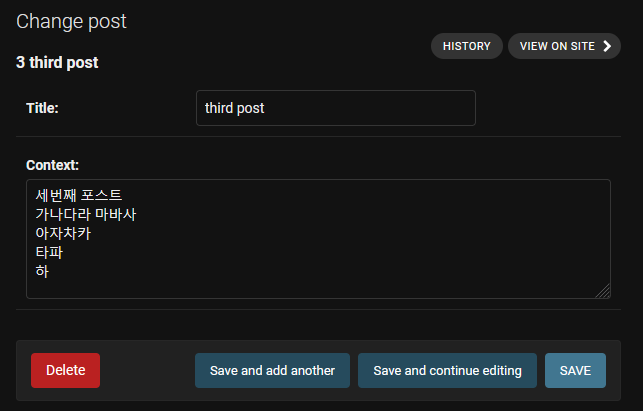 Change post
HISTORY
VIEW ON SITE
3 third post
Title:
third post
Context:
세번째 포스트
가나다라 마바사
아자차카
타파
하
Delete
Save and add another
Save and continue editing
SAVE